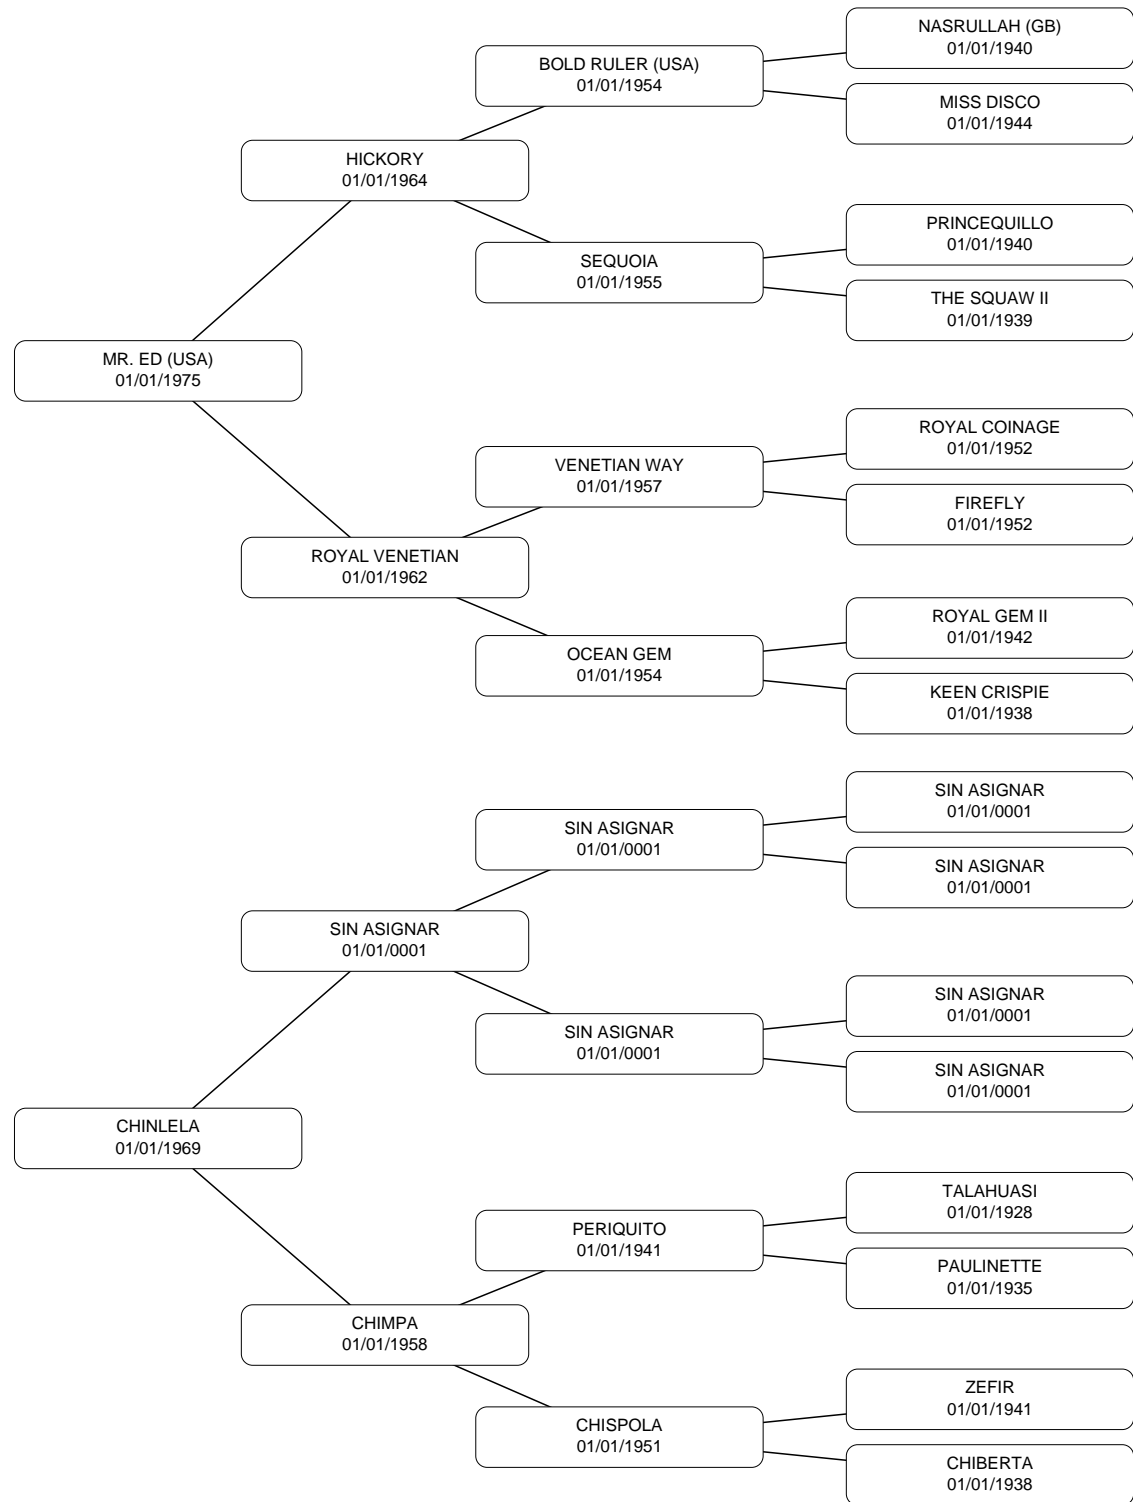 NASRULLAH (GB)
01/01/1940
BOLD RULER (USA)
01/01/1954
MISS DISCO
01/01/1944
HICKORY
01/01/1964
PRINCEQUILLO
01/01/1940
SEQUOIA
01/01/1955
THE SQUAW II
01/01/1939
MR. ED (USA)
01/01/1975
ROYAL COINAGE
01/01/1952
VENETIAN WAY
01/01/1957
FIREFLY
01/01/1952
ROYAL VENETIAN
01/01/1962
ROYAL GEM II
01/01/1942
OCEAN GEM
01/01/1954
KEEN CRISPIE
01/01/1938
SIN ASIGNAR
01/01/0001
SIN ASIGNAR
01/01/0001
SIN ASIGNAR
01/01/0001
SIN ASIGNAR
01/01/0001
SIN ASIGNAR
01/01/0001
SIN ASIGNAR
01/01/0001
SIN ASIGNAR
01/01/0001
CHINLELA
01/01/1969
TALAHUASI
01/01/1928
PERIQUITO
01/01/1941
PAULINETTE
01/01/1935
CHIMPA
01/01/1958
ZEFIR
01/01/1941
CHISPOLA
01/01/1951
CHIBERTA
01/01/1938